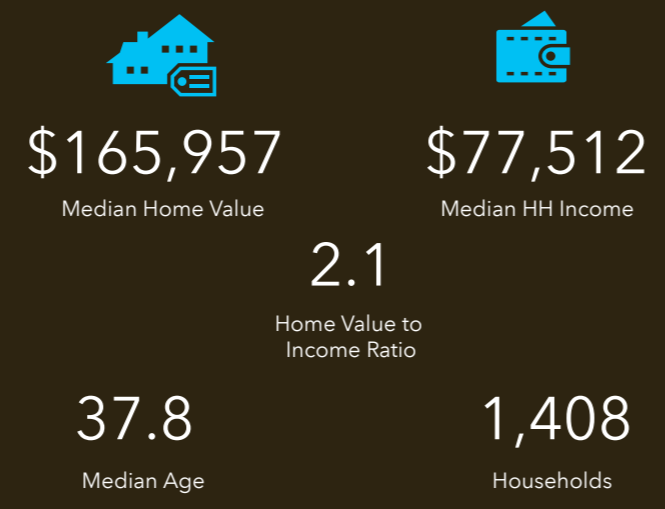 $165,957
Median Home Value
$77,512
Median HH Income
2.1
Home Value to
Income Ratio
37.8
Median Age
1,408
Households